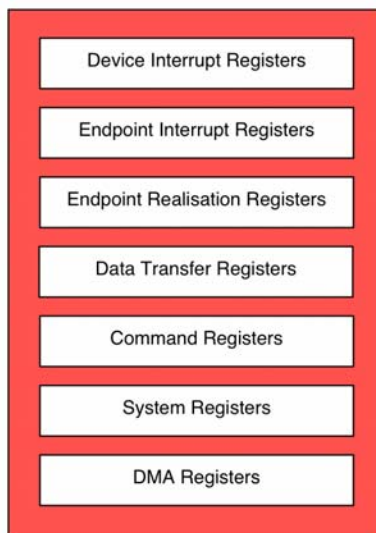 Device Interrupt Registers
Endpoint Interrupt Registers
Endpoint Realisation Registers
Data Transfer Registers
Command Registers
System Registers
DMA Registers